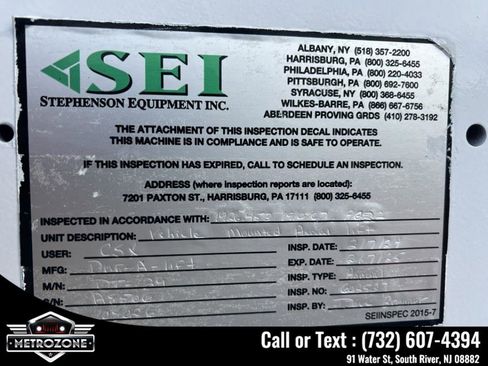 SEI
STEPHENSON EQUIPMENT INC.
ALBANY, NY (518) 357-2200
HARRISBURG, PA (800) 325-6455
PHILADELPHIA, PA (800) 220-4033
PITTSBURGH, PA (800) 692-7600
SYRACUSE, NY (800) 368-6455
WILKES-BARRE, PA (866) 667-6756
ABERDEEN PROVING GRDS (410) 278-3192
THE ATTACHMENT OF THIS INSPECTION DECAL INDICATES
THIS MACHINE IS IN COMPLIANCE AND IS SAFE TO OPERATE.
IF THIS INSPECTION HAS EXPIRED, CALL TO SCHEDULE AN INSPECTION.
ADDRESS (where inspection reports are located):
7201 PAXTON ST., HARRISBURG, PA 17111 (800) 325-6455
INSPECTED IN ACCORDANCE WITH:
UNIT DESCRIPTION: Vehicle Mounted
USER: CSX
MFG: Dur-A-Lift
M/N:
S/N:
INSP. DATE:
EXP. DATE:
INSP. TYPE:
INSP. NO:
INSP. BY:
SEIINSPEC 2015-7
METROZONE
Call or Text : (732) 607-4394
91 Water St, South River, NJ 08882